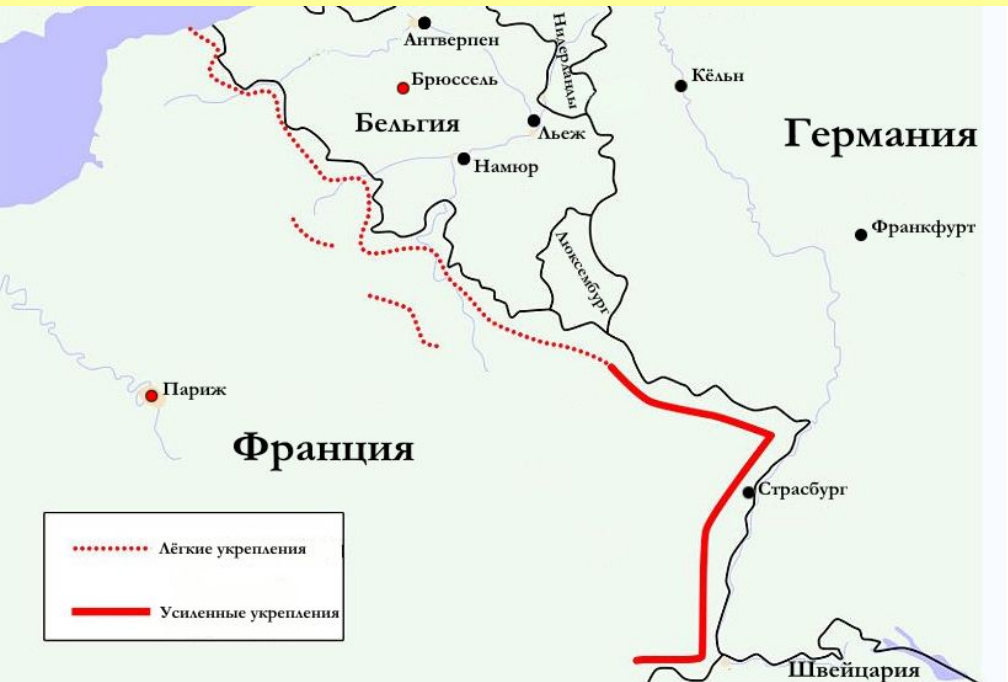 Антверпен
Нидерланды
Брюссель
Кёльн
Бельгия
Льеж
Германия
Намюр
Франкфурт
Люксембург
Париж
Франция
Страсбург
Лёгкие укрепления
Усиленные укрепления
Швейцария